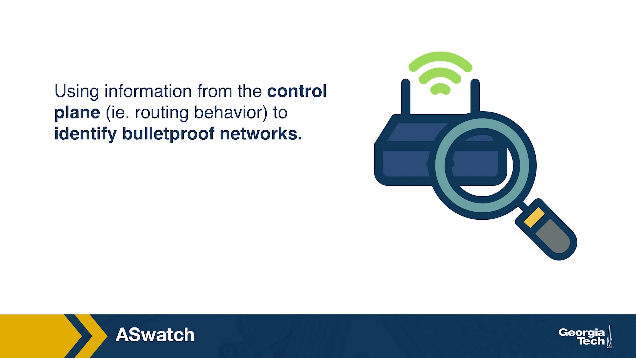 Using information from the control
plane (ie. routing behavior) to
identify bulletproof networks.
ASwatch
Georgia
Tech